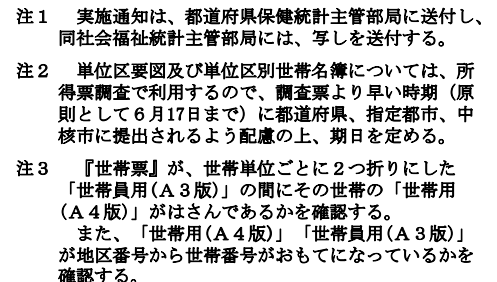 注１　実施通知は、都道府県保健統計主管部局に送付し、
同社会福祉統計主管部局には、写しを送付する。
注２　単位区要図及び単位区別世帯名簿については、所
得票調査で利用するので、調査票より早い時期（原
則として６月17日まで）に都道府県、指定都市、中
核市に提出されるよう配慮の上、期日を定める。
注３　『世帯票』が、世帯単位ごとに２つ折りにした
「世帯員用（Ａ３版）」の間にその世帯の「世帯用
（Ａ４版）」がはさんであるかを確認する。
また、「世帯用（Ａ４版）」「世帯員用（Ａ３版）」
が地区番号から世帯番号がおもてになっているかを
確認する。